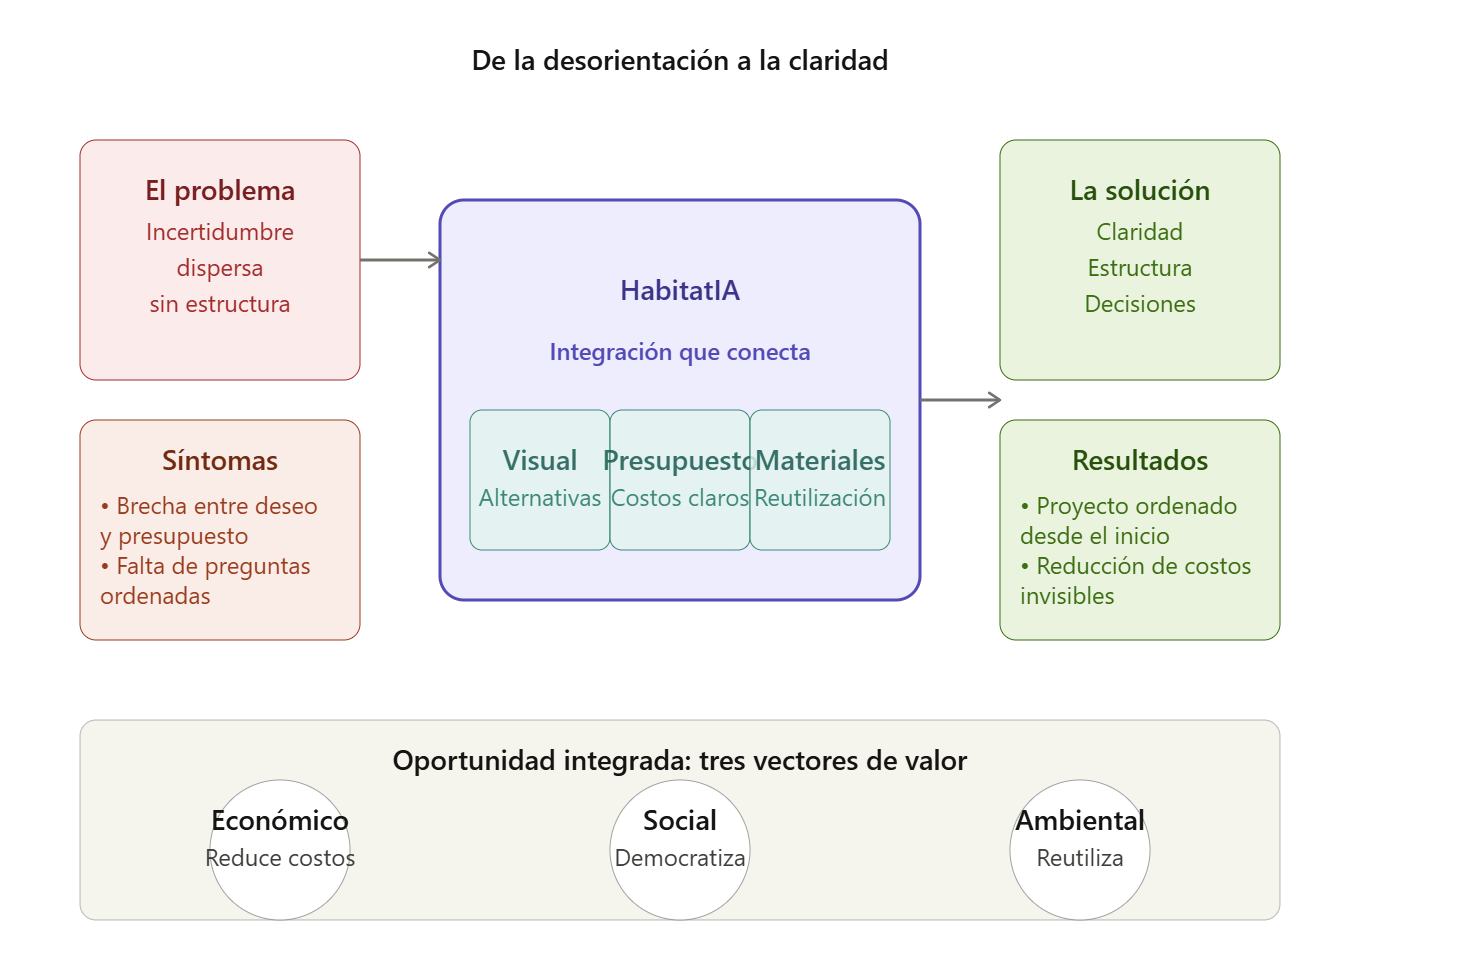 De la desorientación a la claridad
El problema
Incertidumbre
dispersa
sin estructura
Síntomas
• Brecha entre deseo
y presupuesto
• Falta de preguntas
ordenadas
HabitatIA
Integración que conecta
Visual
Alternativas
Presupuesto
Costos claros
Materiales
Reutilización
La solución
Claridad
Estructura
Decisiones
Resultados
• Proyecto ordenado
desde el inicio
• Reducción de costos
invisibles
Oportunidad integrada: tres vectores de valor
Económico
Reduce costos
Social
Democratiza
Ambiental
Reutiliza